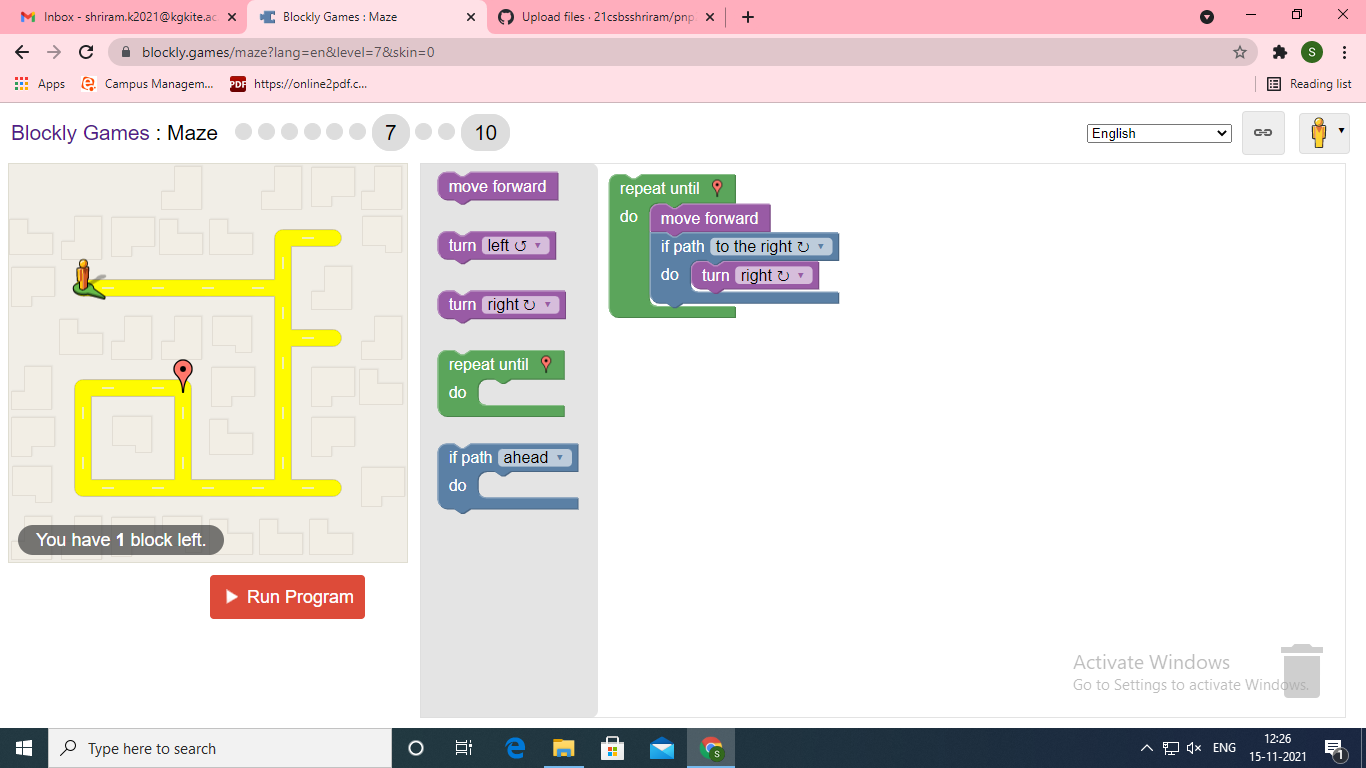 Inbox - shriram.k2021@kgkite.ac.
Blockly Games : Maze
Upload files · 21csbsshriram/pnp
blockly.games/maze?lang=en&level=7&skin=0
S
Apps
Campus Managem...
PDF
https://online2pdf.c...
Reading list
Blockly Games : Maze
7
10
English
move forward
turn left
turn right
repeat until
do
if path ahead
do
repeat until
do
move forward
if path to the right
do
turn right
You have 1 block left.
Run Program
Activate Windows
Go to Settings to activate Windows.
Type here to search
S
ENG
12:26
15-11-2021
1